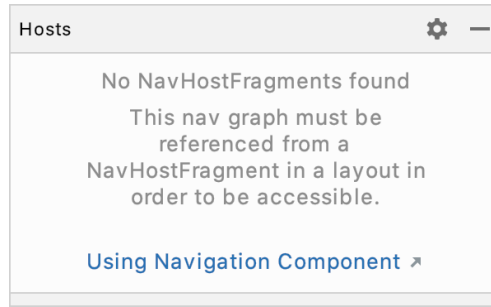 Hosts
No NavHostFragments found
This nav graph must be
referenced from a
NavHostFragment in a layout in
order to be accessible.
Using Navigation Component